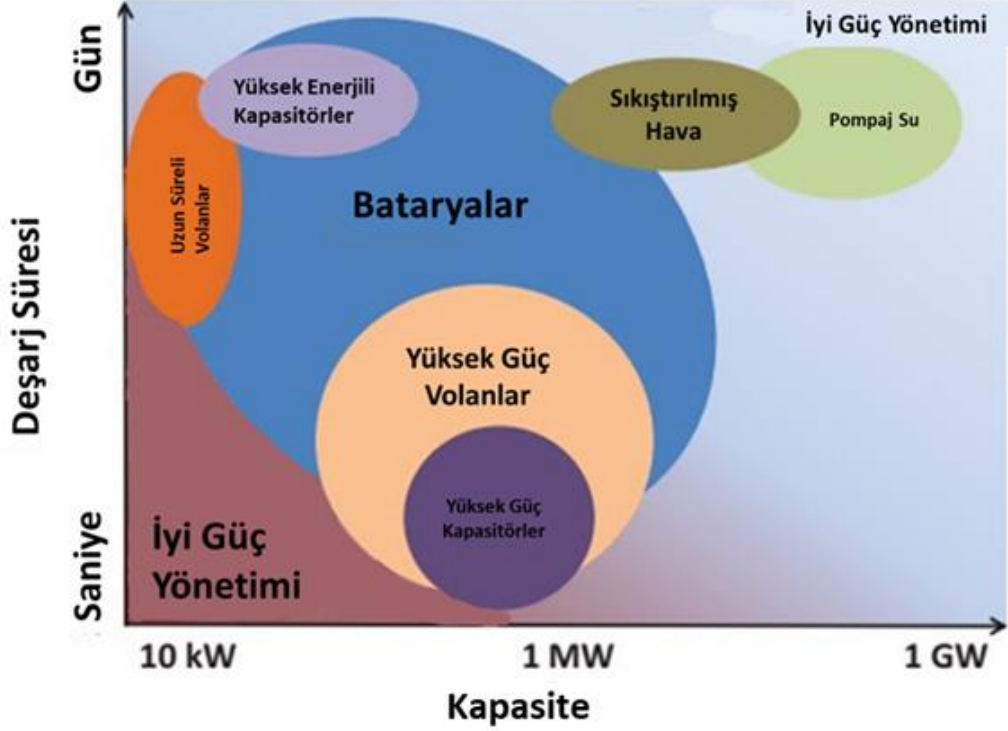 İyi Güç Yönetimi
Gün
Yüksek Enerjili
Kapasitörler
Sıkıştırılmış
Hava
Pompaj Su
Uzun Süreli
Volanlar
Bataryalar
Deşarj Süresi
Yüksek Güç
Volanlar
Yüksek Güç
Kapasitörler
İyi Güç
Yönetimi
Saniye
10 kW
1 MW
1 GW
Kapasite